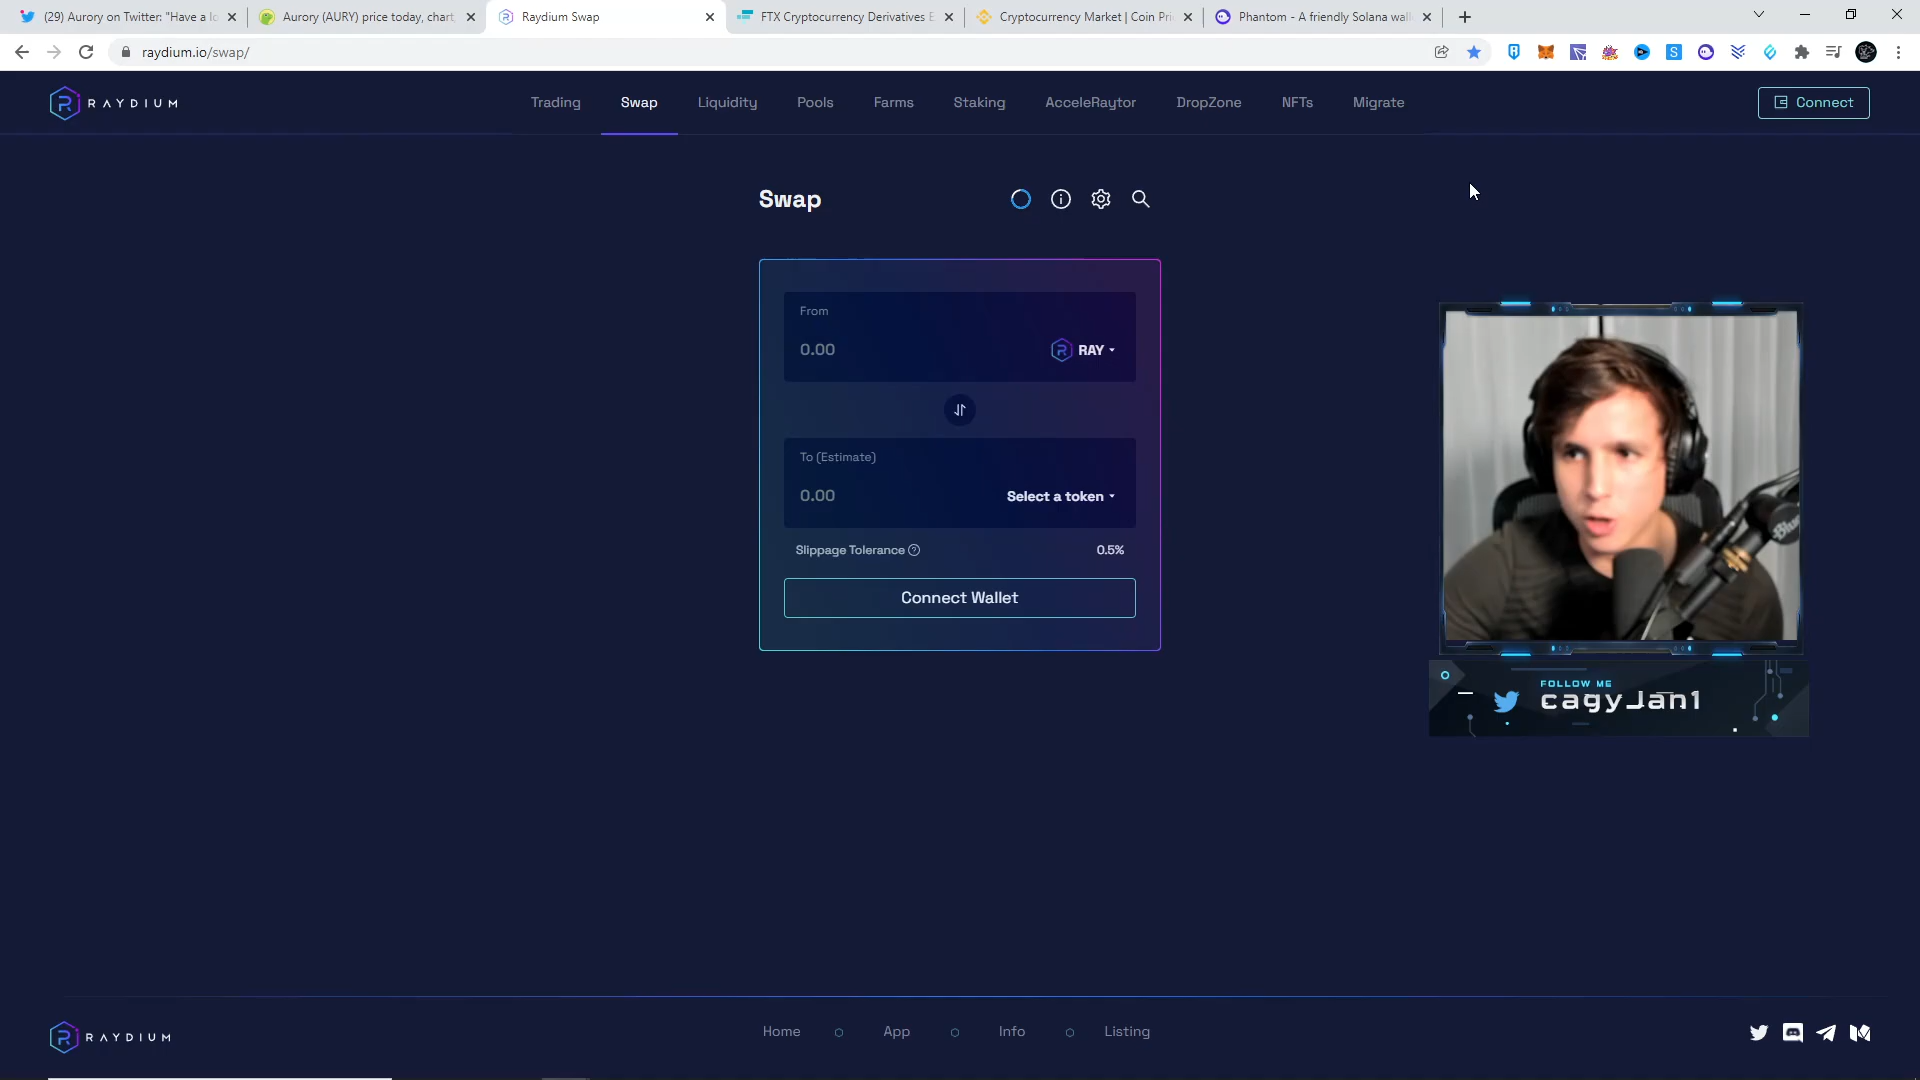 (29) Aurory on Twitter: "Have a lo
Aurory (AURY) price today, chart,
Raydium Swap
FTX Cryptocurrency Derivatives E
Cryptocurrency Market | Coin Pri
Phantom - A friendly Solana wall
raydium.io/swap/
RAYDIUM
Trading
Swap
Liquidity
Pools
Farms
Staking
AcceleRaytor
DropZone
NFTs
Migrate
Connect
Swap
From
0.00
RAY
To (Estimate)
0.00
Select a token
Slippage Tolerance
0.5%
Connect Wallet
FOLLOW ME
cagyJan1
RAYDIUM
Home
App
Info
Listing